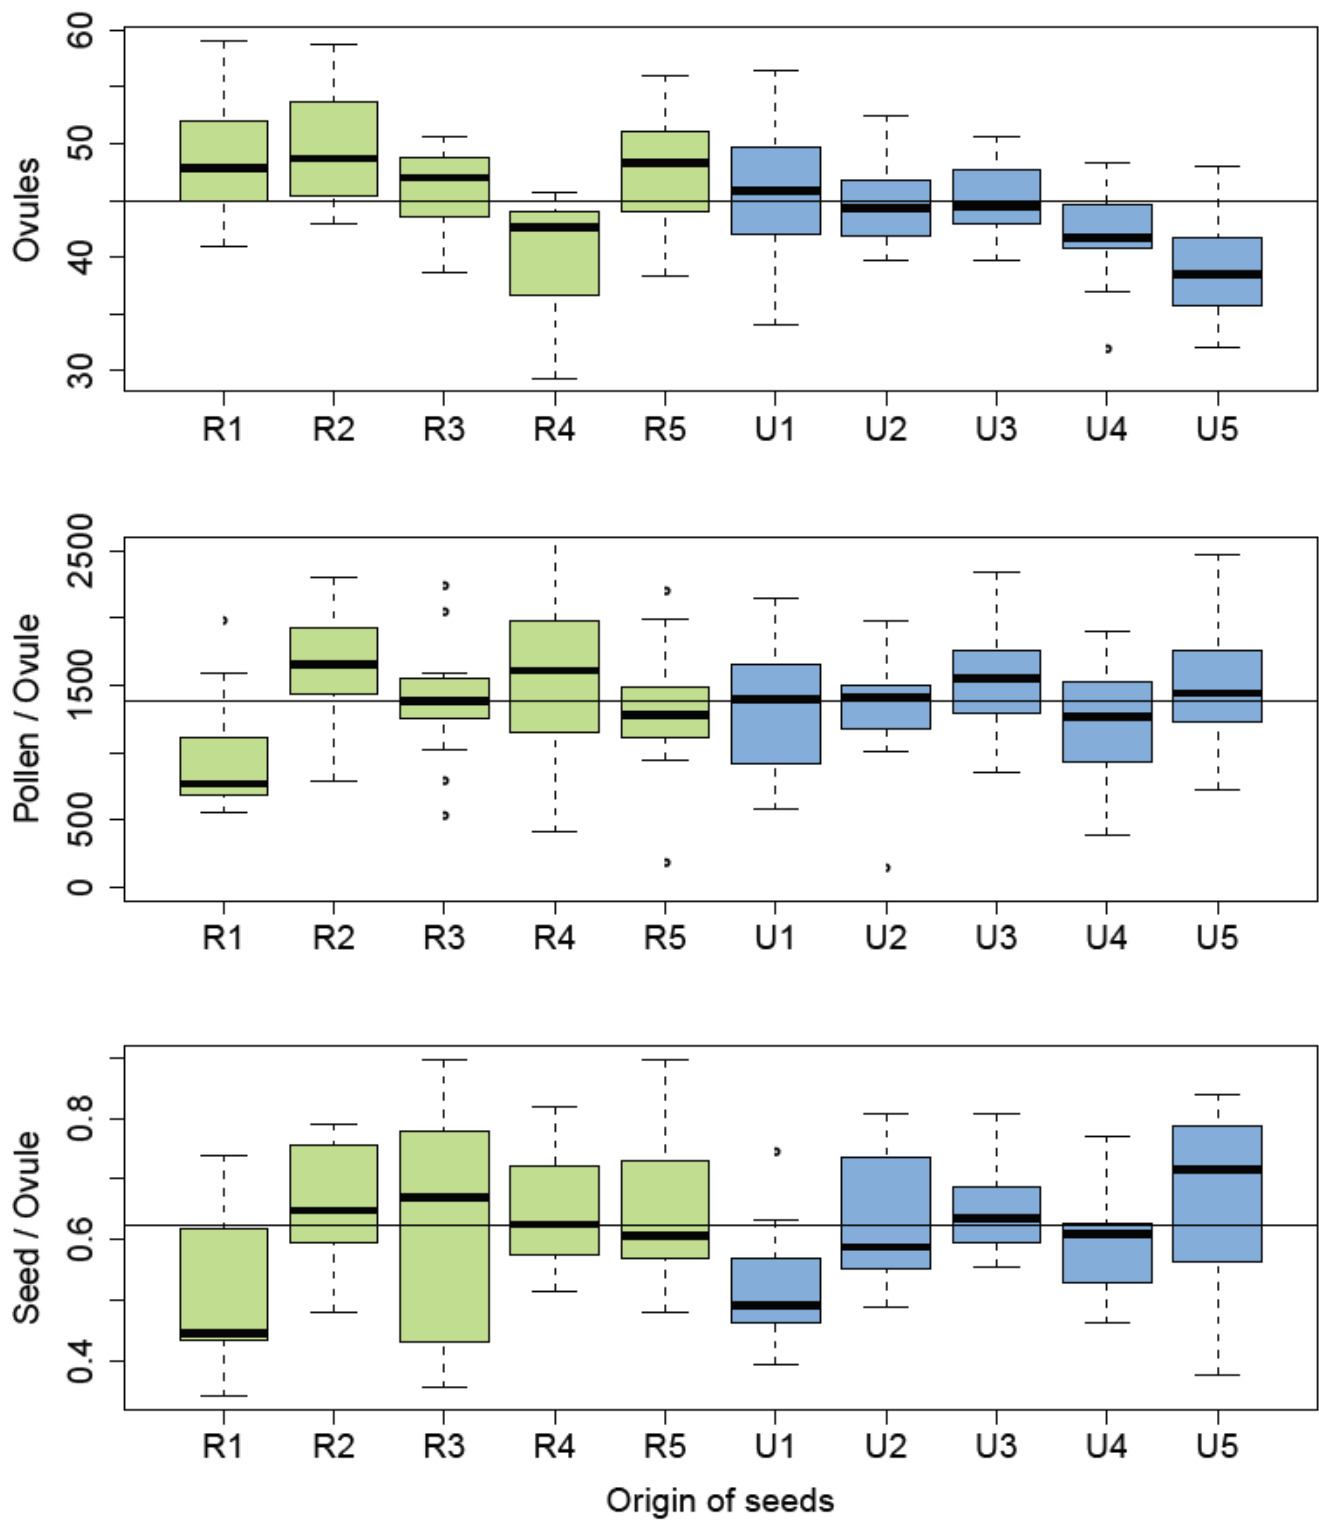 Ovules
60
50
40
30
R1 R2 R3 R4 R5 U1 U2 U3 U4 U5
Pollen / Ovule
2500
1500
500
0
R1 R2 R3 R4 R5 U1 U2 U3 U4 U5
Seed / Ovule
0.8
0.6
0.4
R1 R2 R3 R4 R5 U1 U2 U3 U4 U5
Origin of seeds